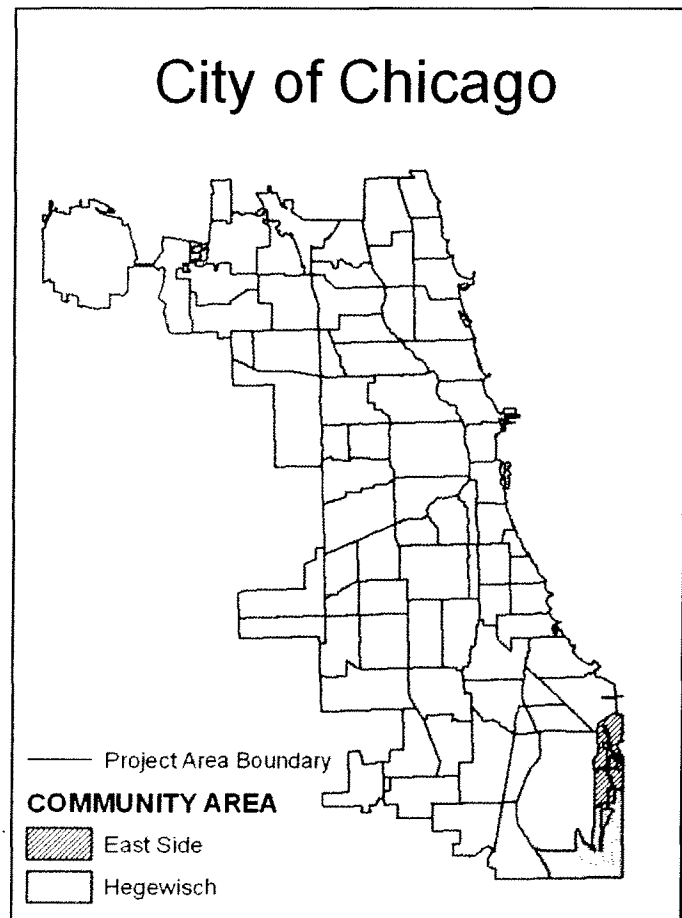 City of Chicago
Project Area Boundary
COMMUNITY AREA
East Side
Hegewisch